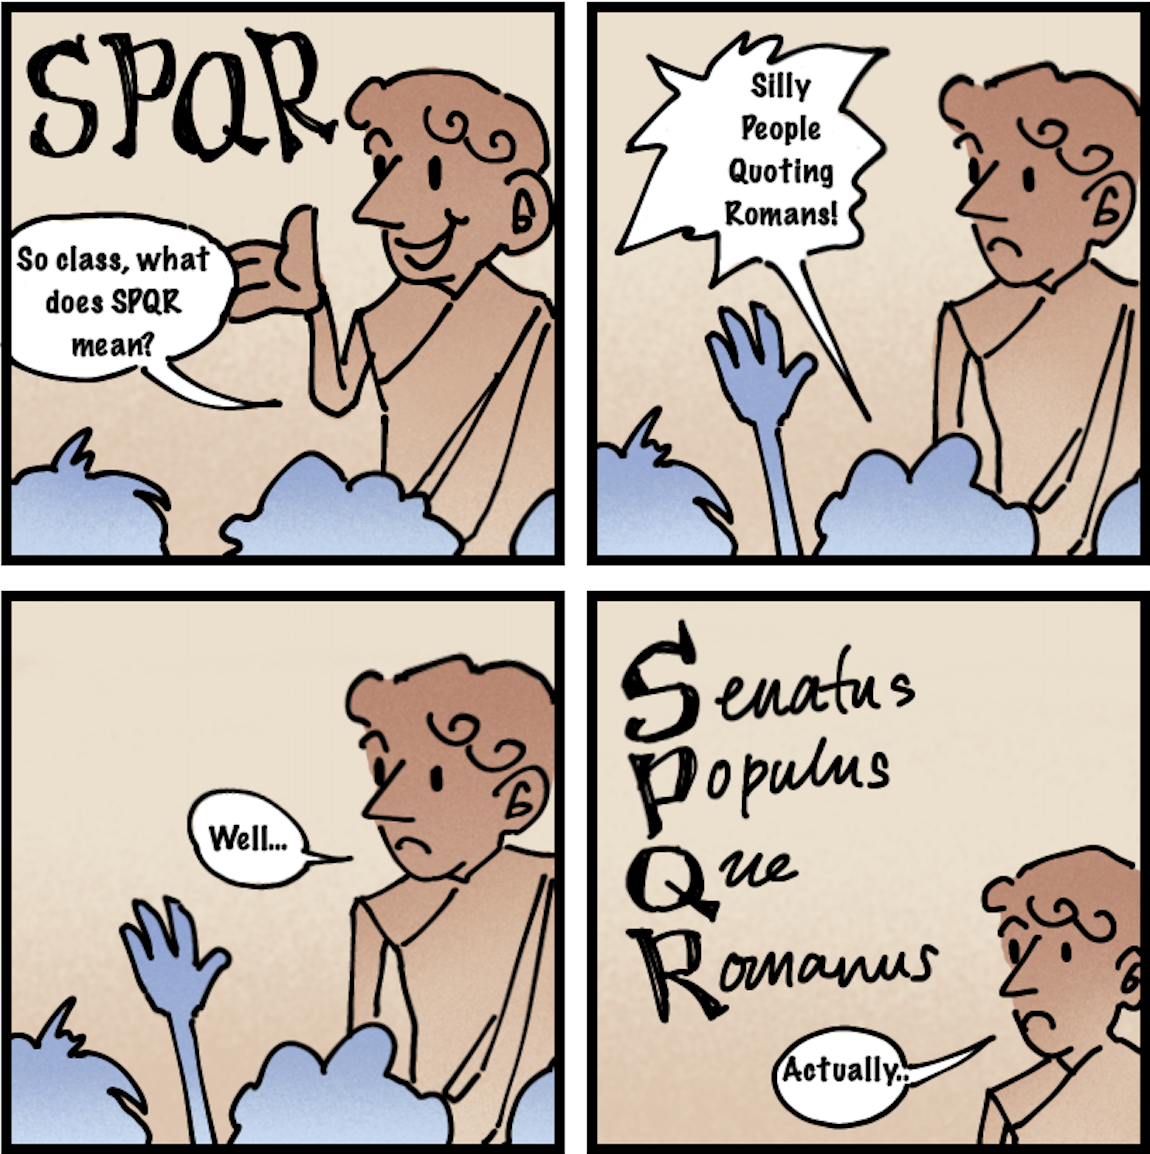 SPQR
So class, what
does SPQR
mean?
Silly
People
Quoting
Romans!
Well...
Senatus
Populus
Que
Romanus
Actually..